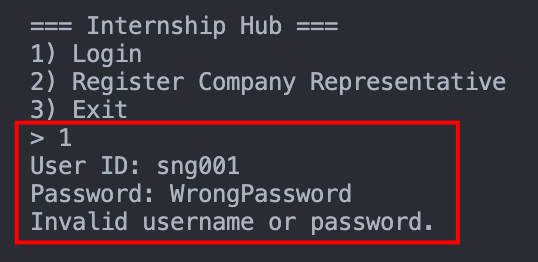 === Internship Hub ===
1) Login
2) Register Company Representative
3) Exit
> 1
User ID: sng001
Password: WrongPassword
Invalid username or password.